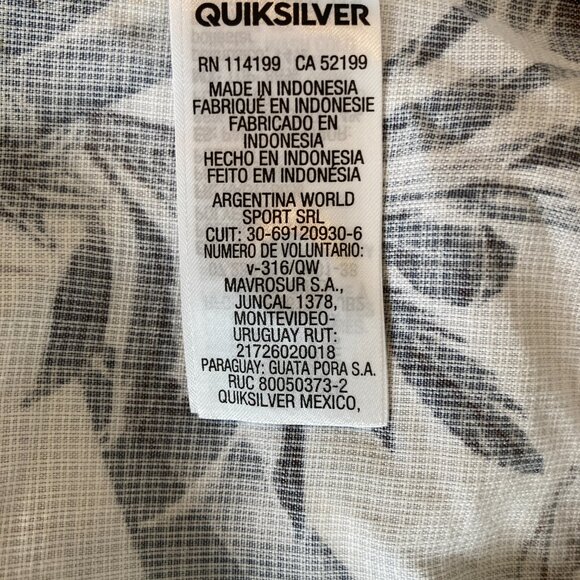 QUIKSILVER
RN 114199 CA 52199
MADE IN INDONESIA
FABRIQUÉ EN INDONESIE
FABRICADO EN
INDONESIA
HECHO EN INDONESIA
FEITO EM INDONÉSIA
ARGENTINA WORLD
SPORT SRL
CUIT: 30-69120930-6
NUMERO DE VOLUNTARIO:
v-316/QW
MAVROSUR S.A.,
JUNCAL 1378,
MONTEVIDEO-
URUGUAY RUT:
21726020018
PARAGUAY: GUATA PORA S.A.
RUC 80050373-2
QUIKSILVER MEXICO,